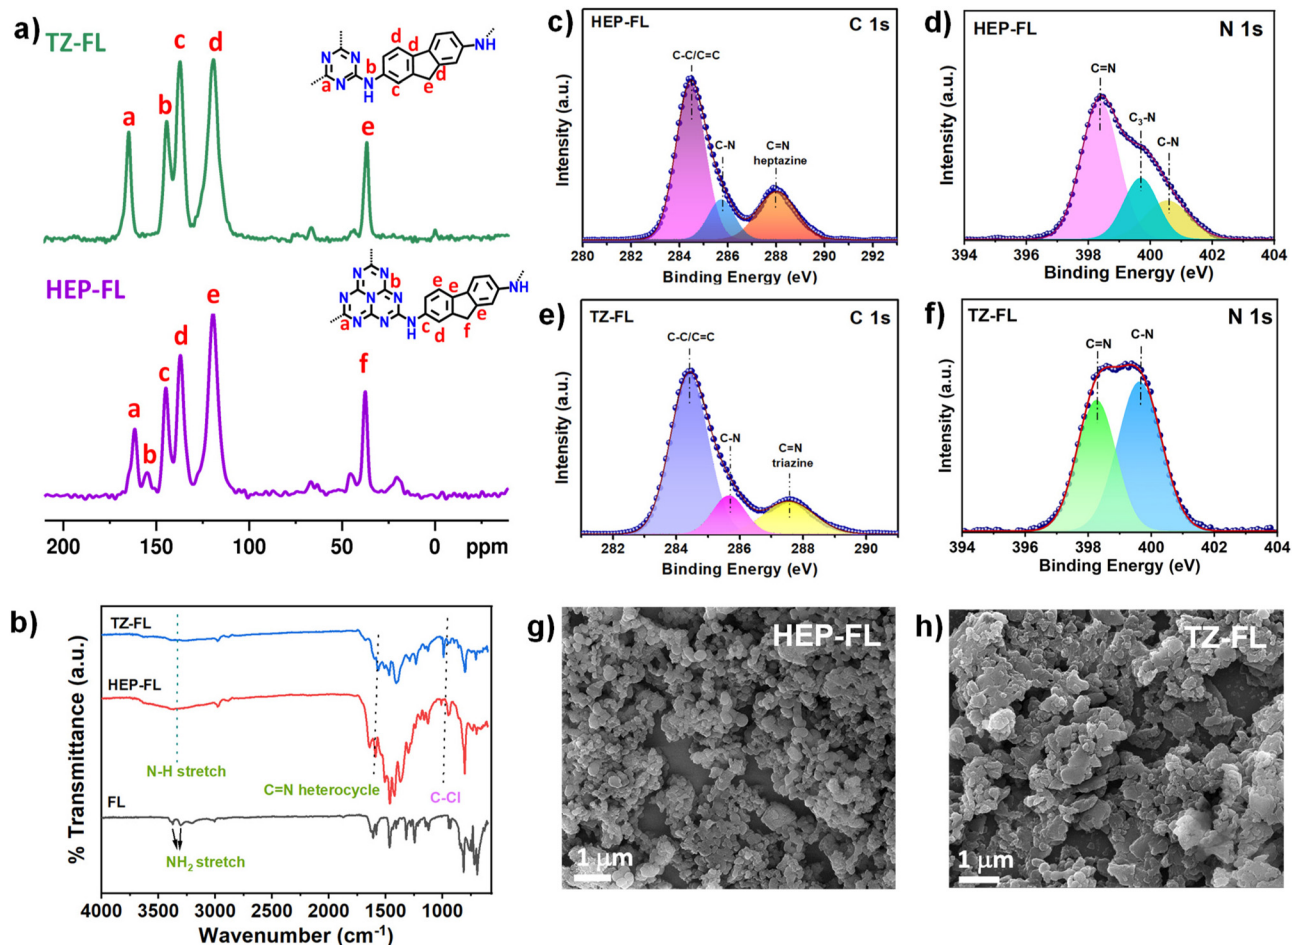 a)
TZ-FL
a
b
c
d
e
N
N
N
a
b
N
H
c
d
d
d
e
N
H
HEP-FL
a
b
c
d
e
f
N
N
N
N
N
N
N
a
b
N
H
c
d
e
e
e
f
N
H
200
150
100
50
0
ppm
b)
TZ-FL
HEP-FL
N-H stretch
C=N heterocycle
C-Cl
FL
NH2 stretch
% Transmittance (a.u.)
4000
3500
3000
2500
2000
1500
1000
Wavenumber (cm-1)
c)
HEP-FL
C 1s
C-C/C=C
C-N
C=N
heptazine
Intensity (a.u.)
280
282
284
286
288
290
292
Binding Energy (eV)
d)
HEP-FL
N 1s
C=N
C3-N
C-N
Intensity (a.u.)
394
396
398
400
402
404
Binding Energy (eV)
e)
TZ-FL
C 1s
C-C/C=C
C-N
C=N
triazine
Intensity (a.u.)
282
284
286
288
290
Binding Energy (eV)
f)
TZ-FL
N 1s
C=N
C-N
Intensity (a.u.)
394
396
398
400
402
404
Binding Energy (eV)
g)
HEP-FL
1 μm
h)
TZ-FL
1 μm